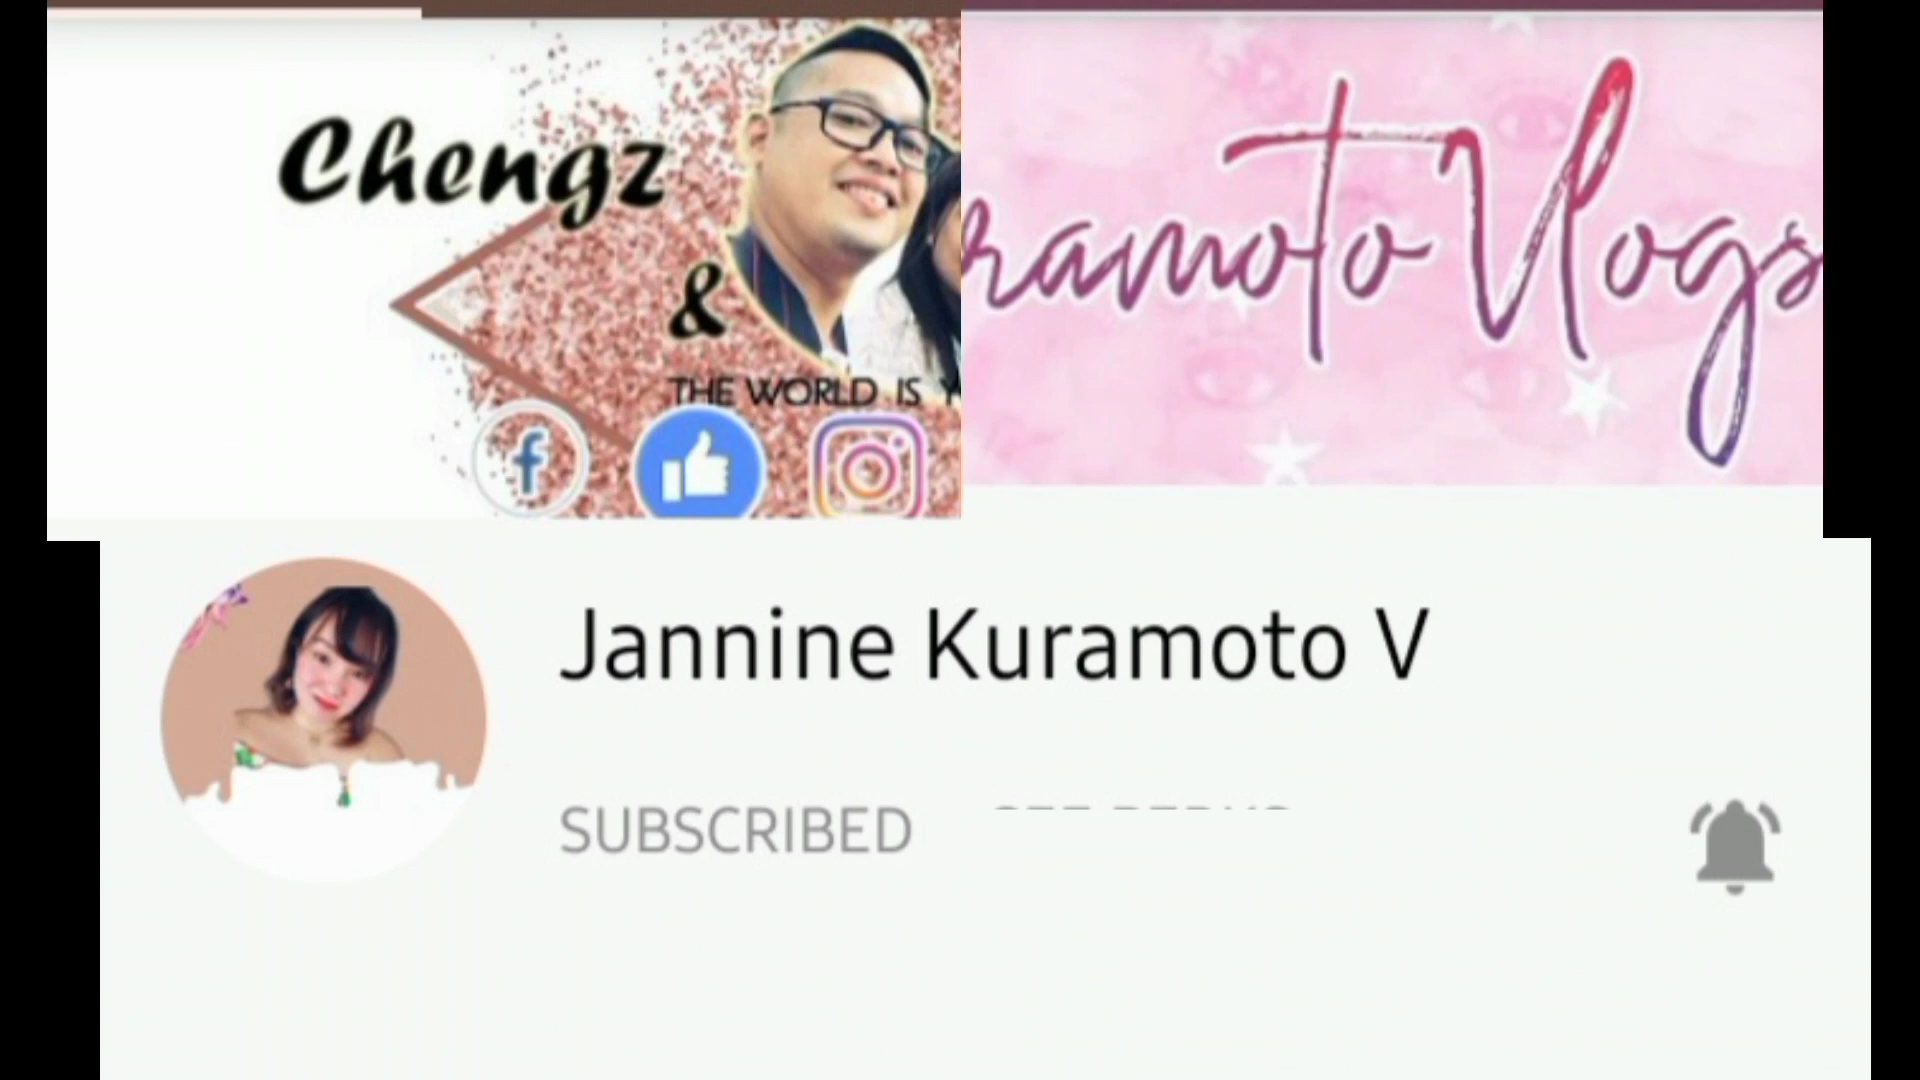 Chengz
&
THE WORLD IS Y
ramoto Vlogs
Jannine Kuramoto V
SUBSCRIBED